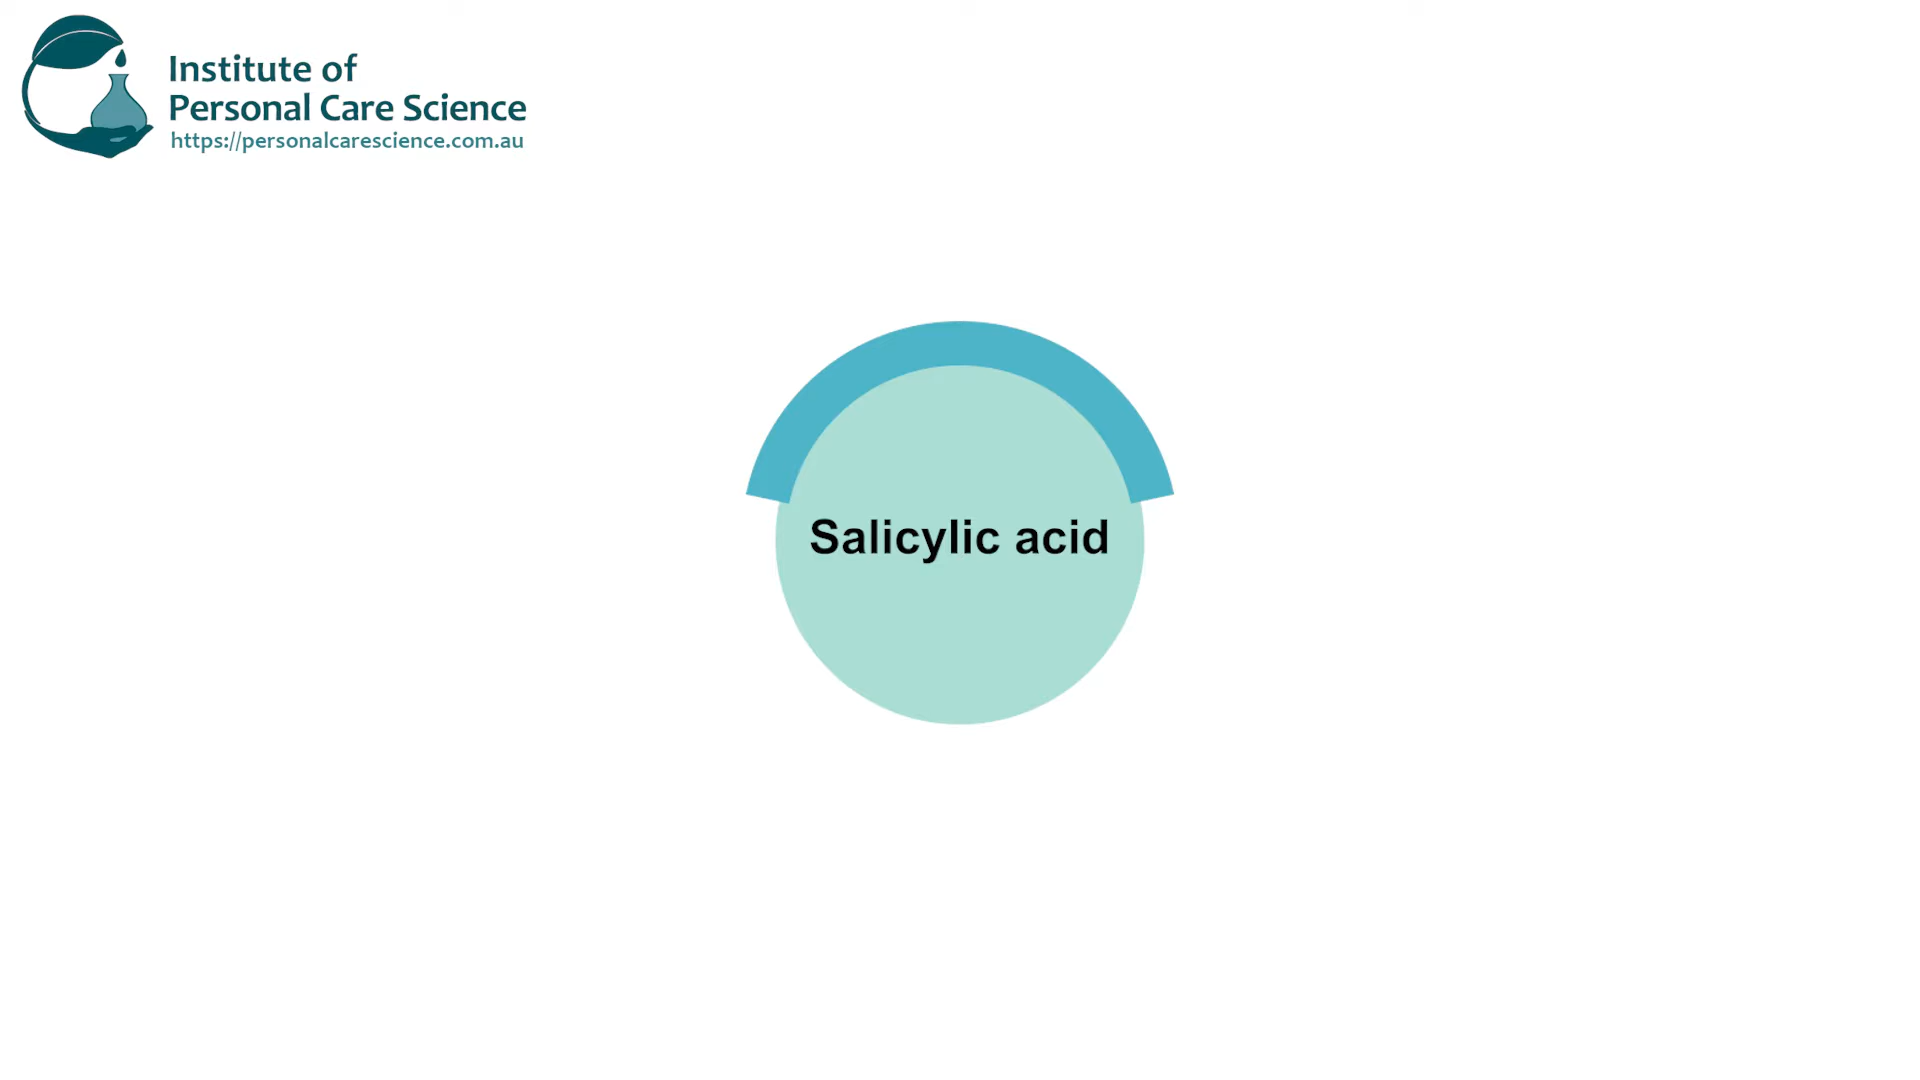 Institute of
Personal Care Science
https://personalcarescience.com.au
Salicylic acid